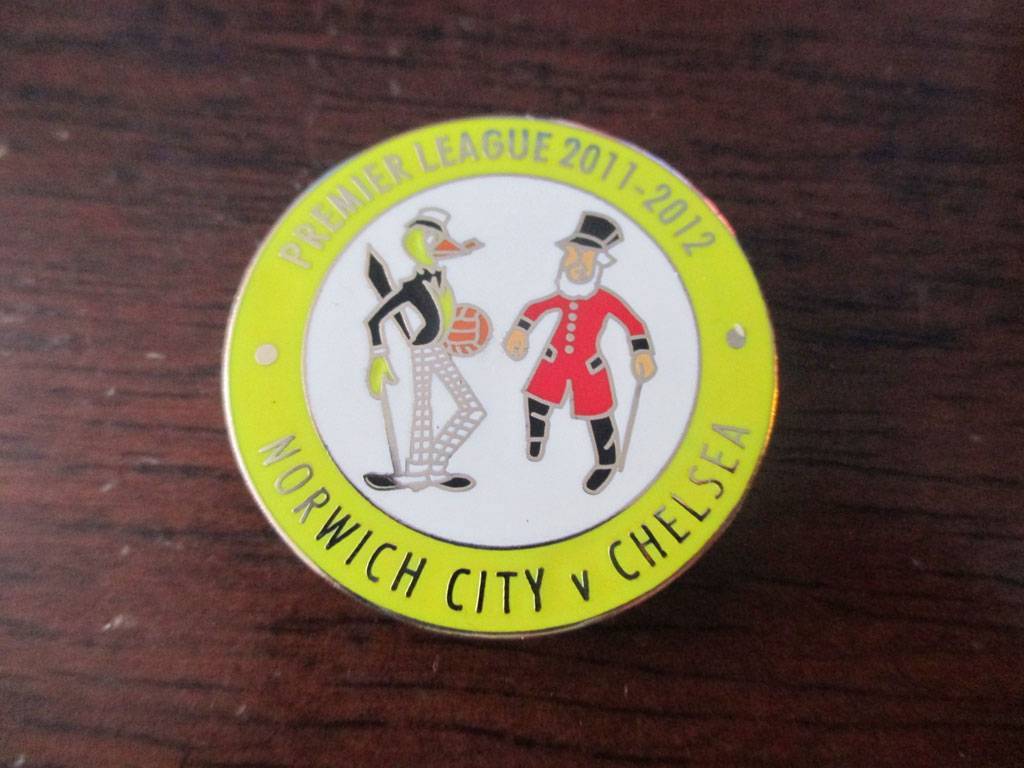 PREMIER LEAGUE 2011-2012
NORWICH CITY v CHELSEA